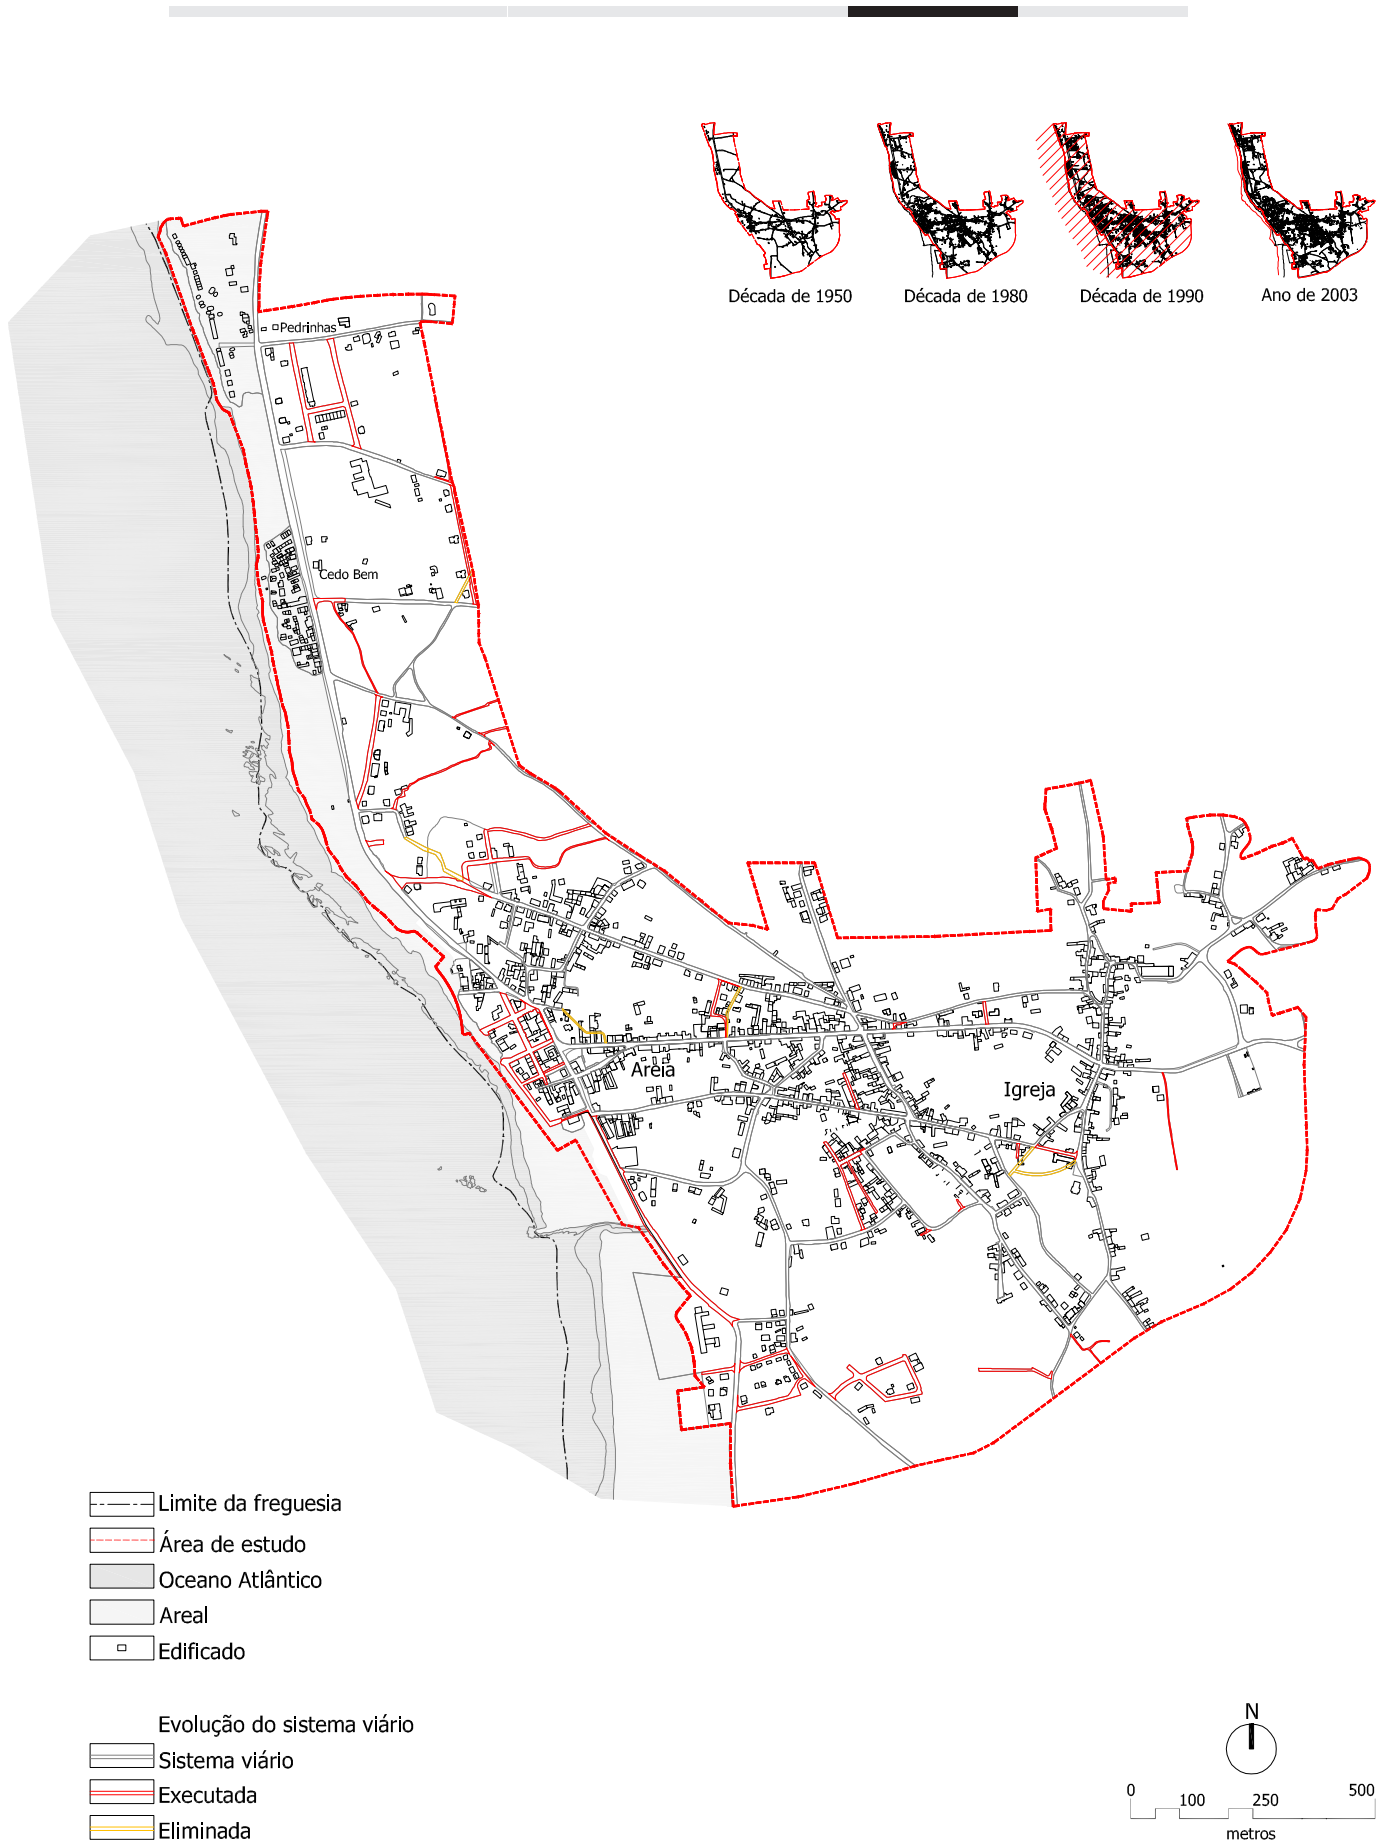 Década de 1950
Década de 1980
Década de 1990
Ano de 2003
Pedrinhas
Cedo Bem
Areia
Igreja
Limite da freguesia
Área de estudo
Oceano Atlântico
Areal
Edificado
Evolução do sistema viário
Sistema viário
Executada
Eliminada
N
0 100 250 500
metros